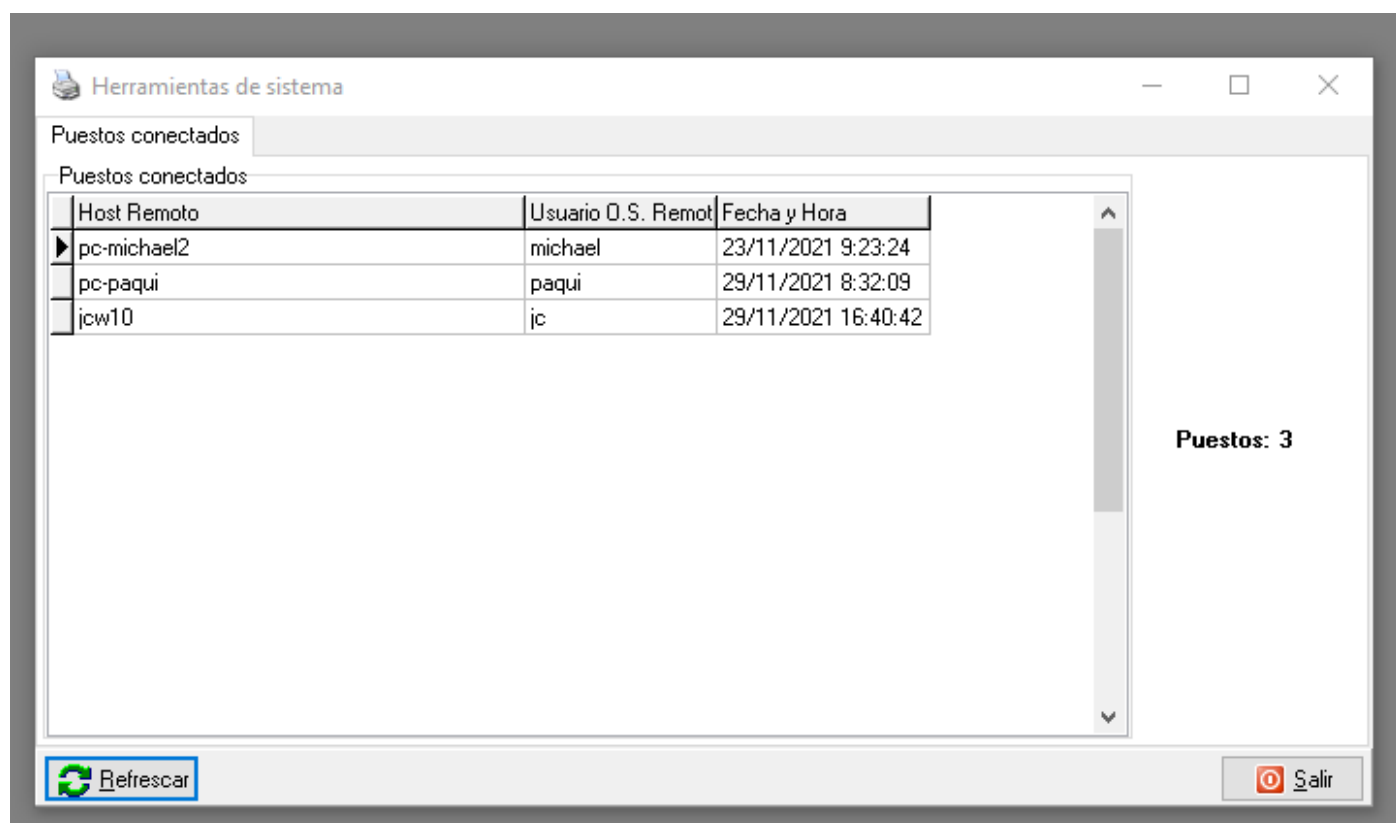 Herramientas de sistema
Puestos conectados
Puestos conectados
Host Remoto Usuario O.S. Remot Fecha y Hora
pc-michael2 michael 23/11/2021 9:23:24
pc-paqui paqui 29/11/2021 8:32:09
jcw10 jc 29/11/2021 16:40:42
Puestos: 3
Refrescar Salir